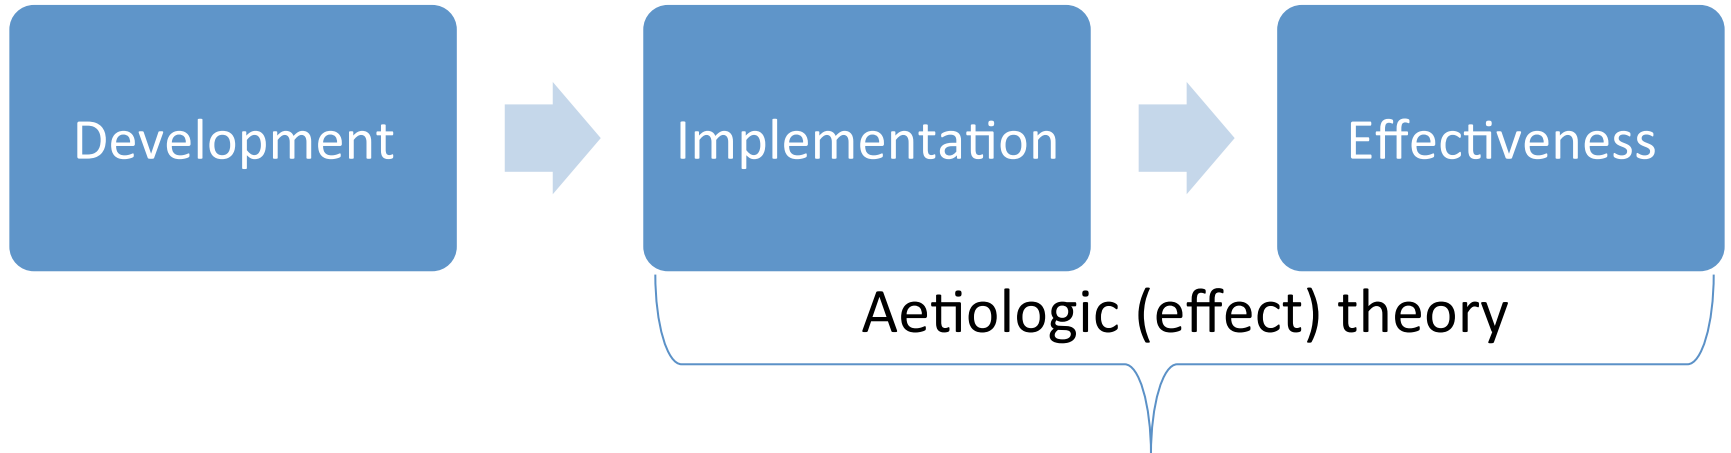 Development
Implementation
Effectiveness
Aetiologic (effect) theory